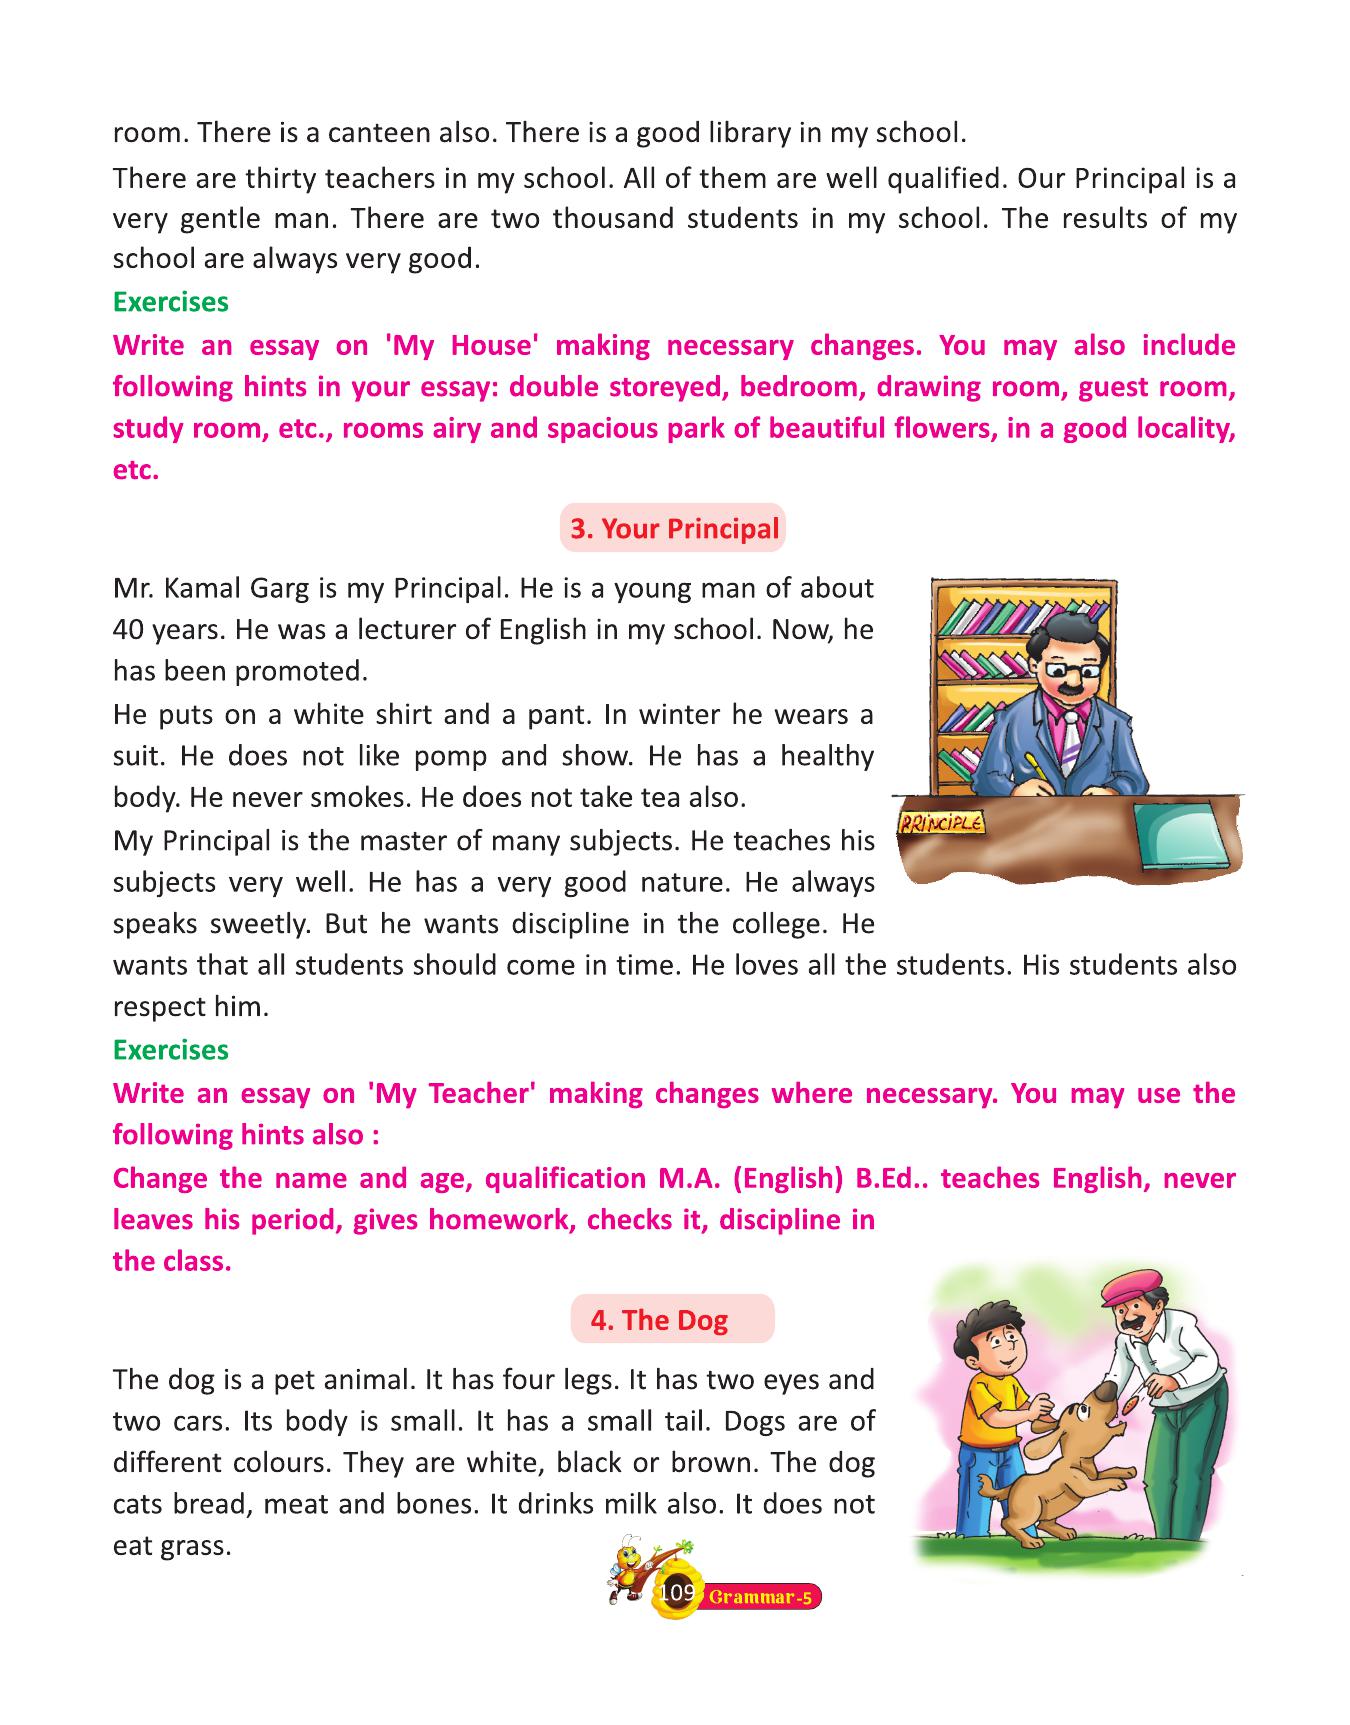 room. There is a canteen also. There is a good library in my school.
There are thirty teachers in my school. All of them are well qualified. Our Principal is a
very gentle man. There are two thousand students in my school. The results of my
school are always very good.
Exercises
Write an essay on 'My House' making necessary changes. You may also include
following hints in your essay: double storeyed, bedroom, drawing room, guest room,
study room, etc., rooms airy and spacious park of beautiful flowers, in a good locality,
etc.
3. Your Principal
Mr. Kamal Garg is my Principal. He is a young man of about
40 years. He was a lecturer of English in my school. Now, he
has been promoted.
He puts on a white shirt and a pant. In winter he wears a
suit. He does not like pomp and show. He has a healthy
body. He never smokes. He does not take tea also.
PRINCIPLE
My Principal is the master of many subjects. He teaches his
subjects very well. He has a very good nature. He always
speaks sweetly. But he wants discipline in the college. He
wants that all students should come in time. He loves all the students. His students also
respect him.
Exercises
Write an essay on 'My Teacher' making changes where necessary. You may use the
following hints also :
Change the name and age, qualification M.A. (English) B.Ed.. teaches English, never
leaves his period, gives homework, checks it, discipline in
the class.
4. The Dog
The dog is a pet animal. It has four legs. It has two eyes and
two cars. Its body is small. It has a small tail. Dogs are of
different colours. They are white, black or brown. The dog
cats bread, meat and bones. It drinks milk also. It does not
eat grass.
109 Grammar-5